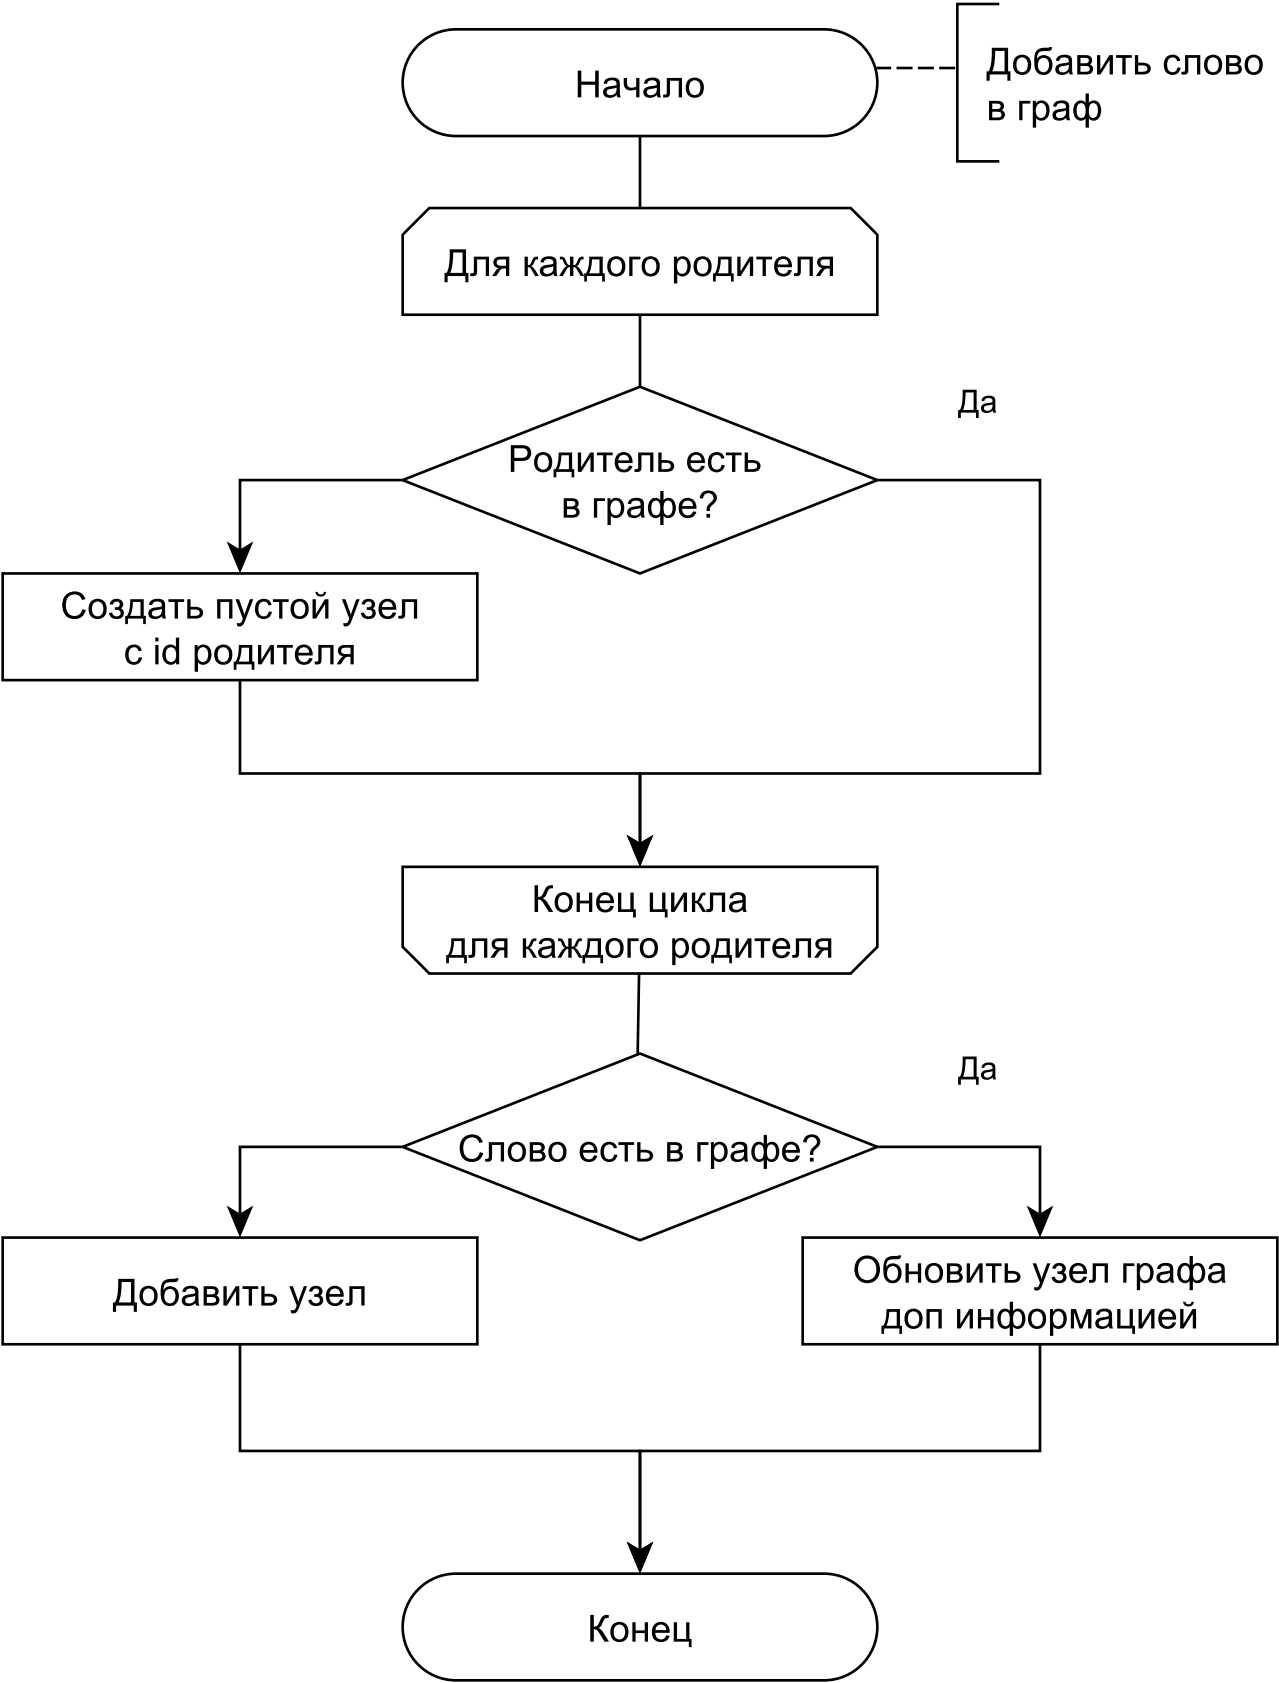 Начало
Добавить слово
в граф
Для каждого родителя
Да
Родитель есть
в графе?
Создать пустой узел
с id родителя
Конец цикла
для каждого родителя
Да
Слово есть в графе?
Добавить узел
Обновить узел графа
доп информацией
Конец